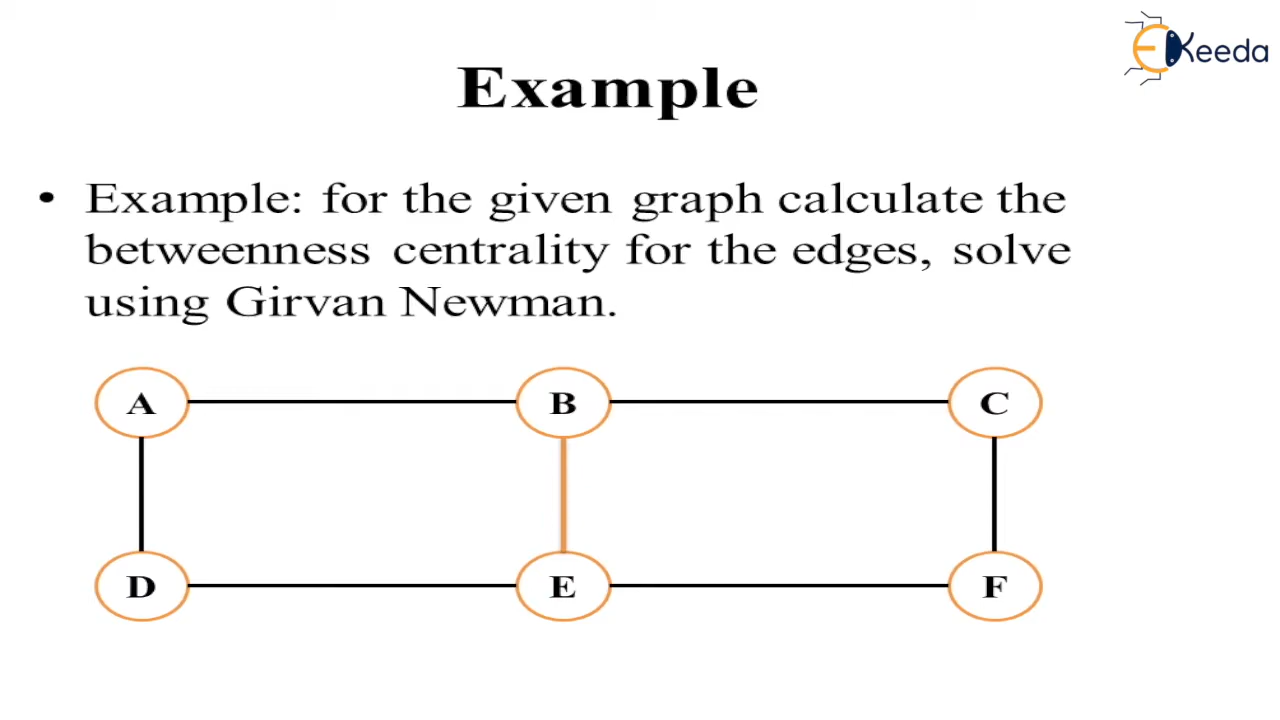 EKeeda
Example
• Example: for the given graph calculate the
betweenness centrality for the edges, solve
using Girvan Newman.
A B C
D E F